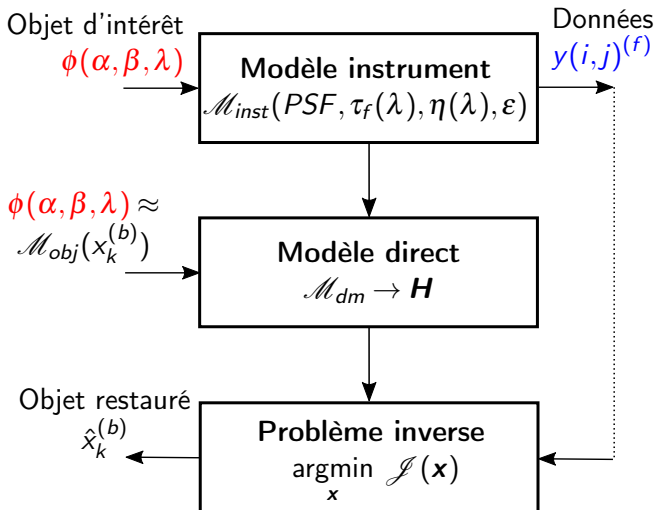 Objet d'intérêt
ϕ(α, β, λ)
Données
y(i, j)^(f)
Modèle instrument
ℳ_inst(PSF, τ_f(λ), η(λ), ε)
ϕ(α, β, λ) ≈
ℳ_obj(x_k^(b))
Modèle direct
ℳ_dm → H
Objet restauré
x̂_k^(b)
Problème inverse
argmin 𝒥(x)
x